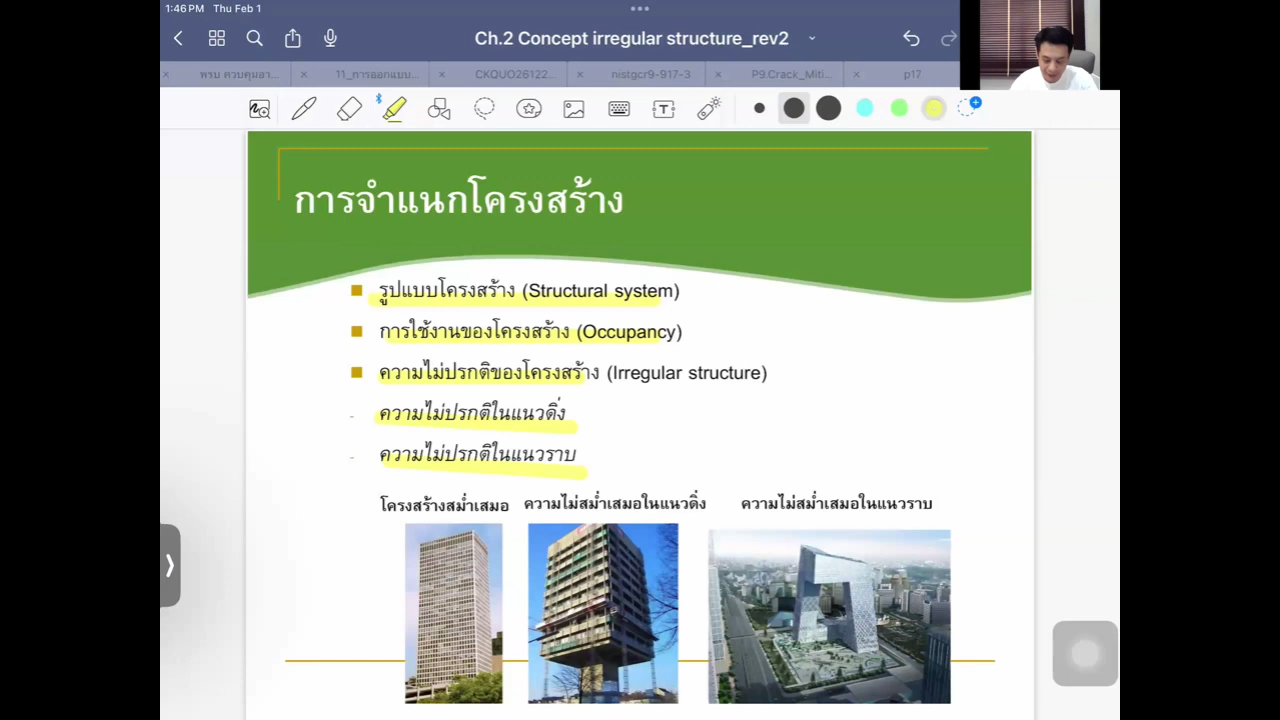 1:46 PM Thu Feb 1
Ch.2 Concept irregular structure_rev2
พรบ ควบคุมอา... 11_การออกแบบ... CKQUO26122... nistgcr9-917-3 P9.Crack_Miti... p17
การจำแนกโครงสร้าง
รูปแบบโครงสร้าง (Structural system)
การใช้งานของโครงสร้าง (Occupancy)
ความไม่ปรกติของโครงสร้าง (Irregular structure)
- ความไม่ปรกติในแนวดิ่ง
- ความไม่ปรกติในแนวราบ
โครงสร้างสม่ำเสมอ ความไม่สม่ำเสมอในแนวดิ่ง ความไม่สม่ำเสมอในแนวราบ